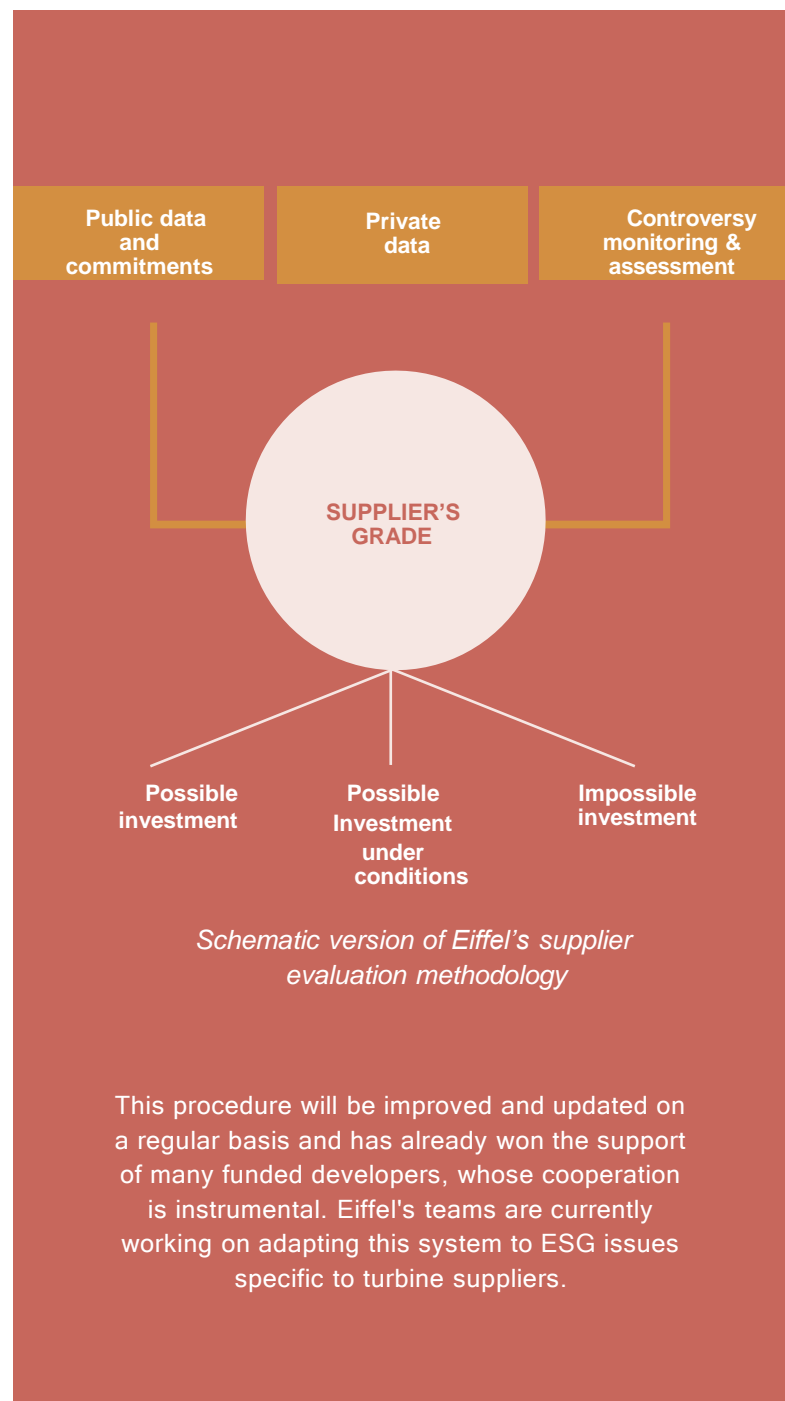 Public data
and
commitments
Private
data
Controversy
monitoring &
assessment
SUPPLIER’S
GRADE
Possible
investment
Possible
Investment
under
conditions
Impossible
investment
Schematic version of Eiffel’s supplier
evaluation methodology
This procedure will be improved and updated on
a regular basis and has already won the support
of many funded developers, whose cooperation
is instrumental. Eiffel's teams are currently
working on adapting this system to ESG issues
specific to turbine suppliers.